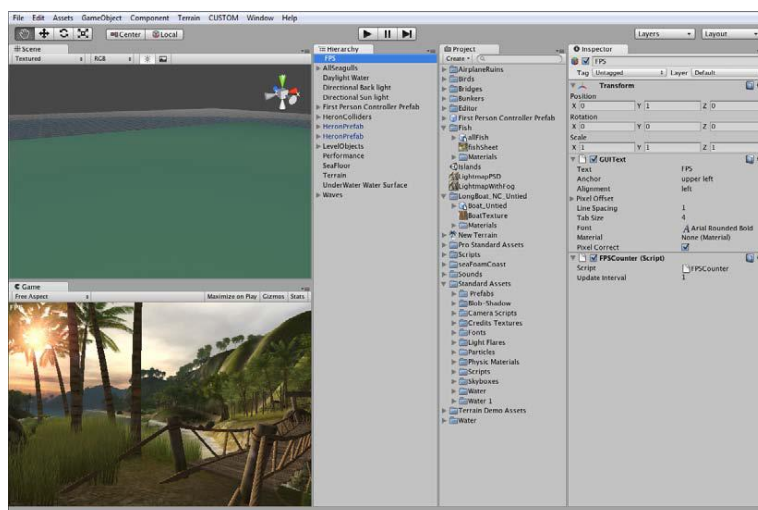 File Edit Assets GameObject Component Terrain CUSTOM Window Help
Center Local Layers Layout
Scene
Textured RGB
Game
Free Aspect Maximize on Play Gizmos Stats
Hierarchy
FPS
AllSeagulls
Daylight Water
Directional Back light
Directional Sun light
First Person Controller Prefab
HeronColliders
HeronPrefab
HeronPrefab
LevelObjects
Performance
SeaFloor
Terrain
UnderWater Water Surface
Waves
Project
Create
AirplaneRuins
Birds
Bridges
Bunkers
Editor
First Person Controller Prefab
Fish
allFish
fishSheet
Materials
Islands
LightmapPSD
LightmapWithFog
LongBoat_NC_Untied
Boat_Untied
BoatTexture
Materials
New Terrain
Pro Standard Assets
Scripts
seaFoamCoast
Sounds
Standard Assets
Prefabs
Blob-Shadow
Camera Scripts
Credits Textures
Fonts
Light Flares
Particles
Physic Materials
Scripts
Skyboxes
Water
Water 1
Terrain Demo Assets
Water
Inspector
FPS
Tag Untagged Layer Default
Transform
Position
X 0 Y 1 Z 0
Rotation
X 0 Y 0 Z 0
Scale
X 1 Y 1 Z 1
GUIText
Text FPS
Anchor upper left
Alignment left
Pixel Offset
Line Spacing 1
Tab Size 4
Font Arial Rounded Bold
Material None (Material)
Pixel Correct
FPSCounter (Script)
Script FPSCounter
Update Interval 1